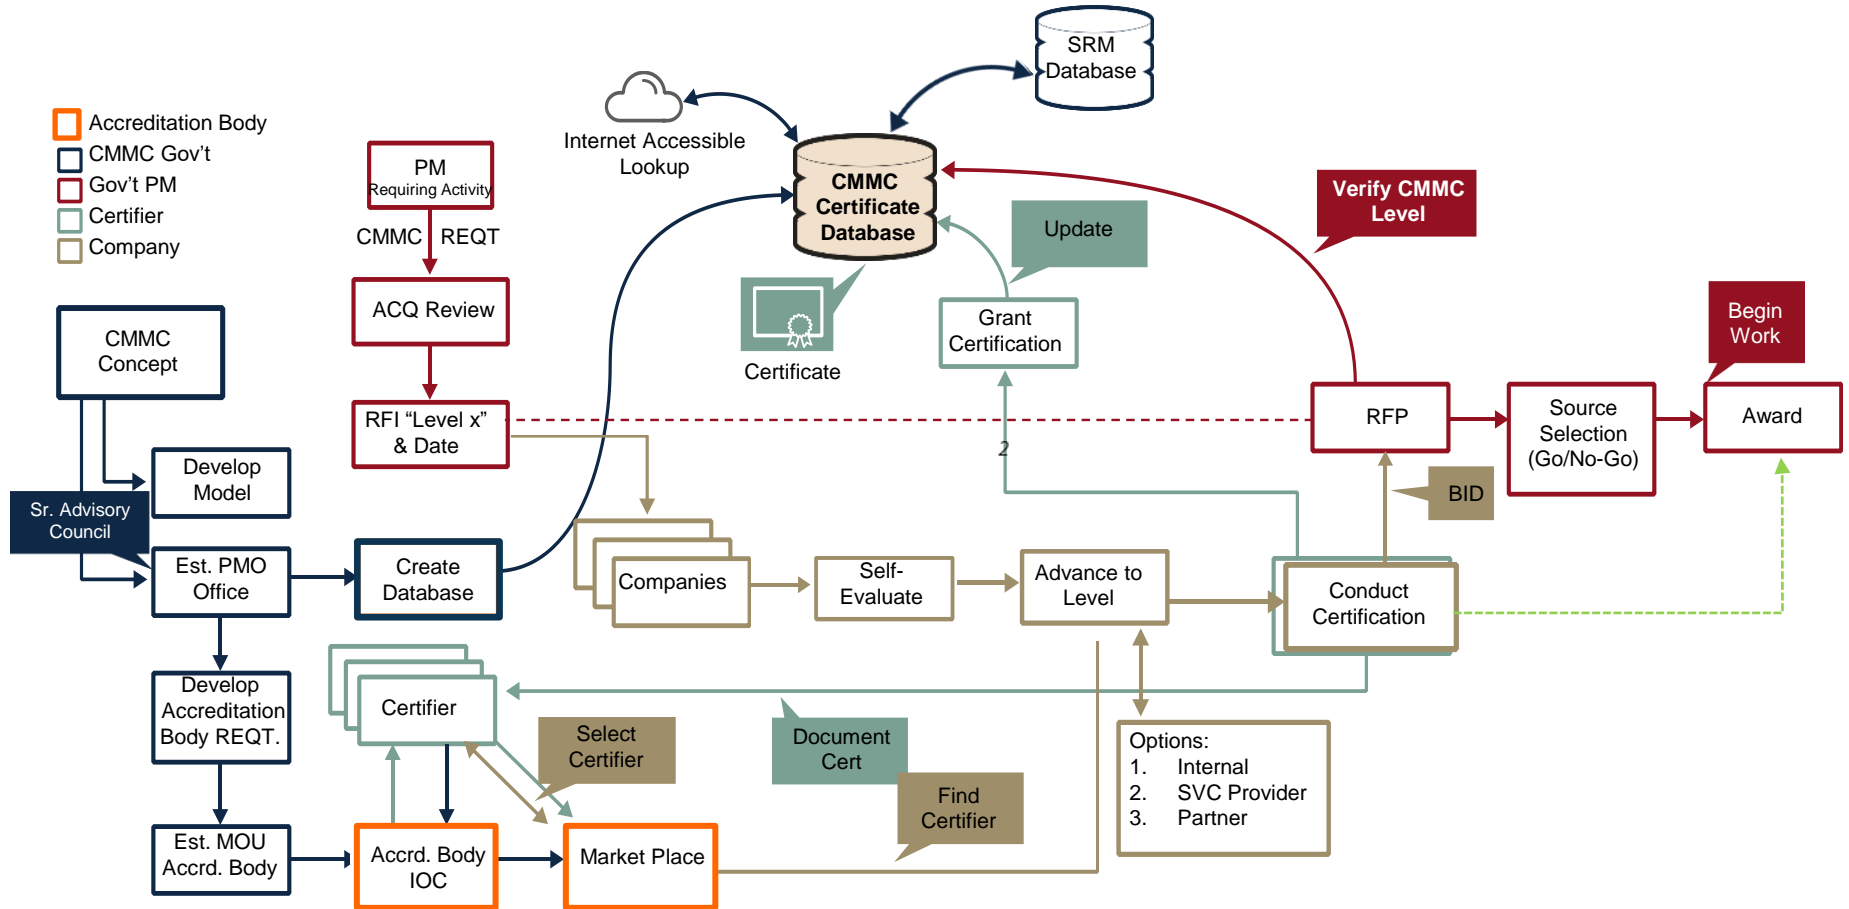 SRM
Database
Internet Accessible
Lookup
Accreditation Body
CMMC Gov't
Gov't PM
Certifier
Company
PM
Requiring Activity
CMMC
REQT
ACQ Review
RFI “Level x”
& Date
CMMC
Certificate
Database
Verify CMMC
Level
Update
Certificate
Grant
Certification
Begin
Work
CMMC
Concept
RFP
Source
Selection
(Go/No-Go)
Award
2
BID
Develop
Model
Sr. Advisory
Council
Est. PMO
Office
Create
Database
Companies
Self-
Evaluate
Advance to
Level
Conduct
Certification
Develop
Accreditation
Body REQT.
Certifier
Select
Certifier
Document
Cert
Find
Certifier
Options:
1. Internal
2. SVC Provider
3. Partner
Est. MOU
Accrd. Body
Accrd. Body
IOC
Market Place